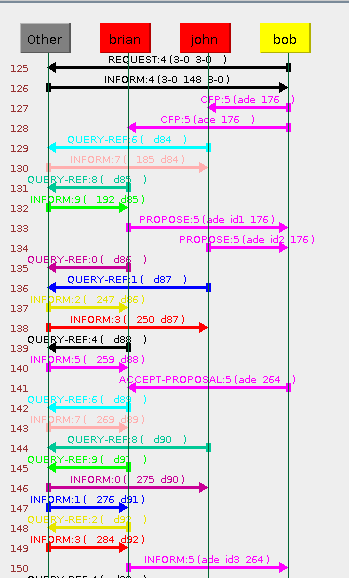 Other brian john bob
125 REQUEST:4 (3-0 3-0 )
126 INFORM:4 (3-0 148 3-0)
127 CFP:5 (ade 176 )
128 CFP:5 (ade 176 )
129 QUERY-REF:6 ( d84 )
130 INFORM:7 ( 185 d84 )
131 QUERY-REF:8 ( d85 )
132 INFORM:9 ( 192 d85 )
133 PROPOSE:5 (ade id1 176 )
134 PROPOSE:5 (ade id2 176 )
135 QUERY-REF:0 ( d86 )
136 QUERY-REF:1 ( d87 )
137 INFORM:2 ( 247 d86 )
138 INFORM:3 ( 250 d87 )
139 QUERY-REF:4 ( d88 )
140 INFORM:5 ( 259 d88 )
141 ACCEPT-PROPOSAL:5 (ade 264 )
142 QUERY-REF:6 ( d89 )
143 INFORM:7 ( 269 d89 )
144 QUERY-REF:8 ( d90 )
145 QUERY-REF:9 ( )
146 INFORM:0 ( 275 d90 )
147 INFORM:1 ( 276 d91 )
148 QUERY-REF:2 ( )
149 INFORM:3 ( 284 d92 )
150 INFORM:5 (ade id3 264 )